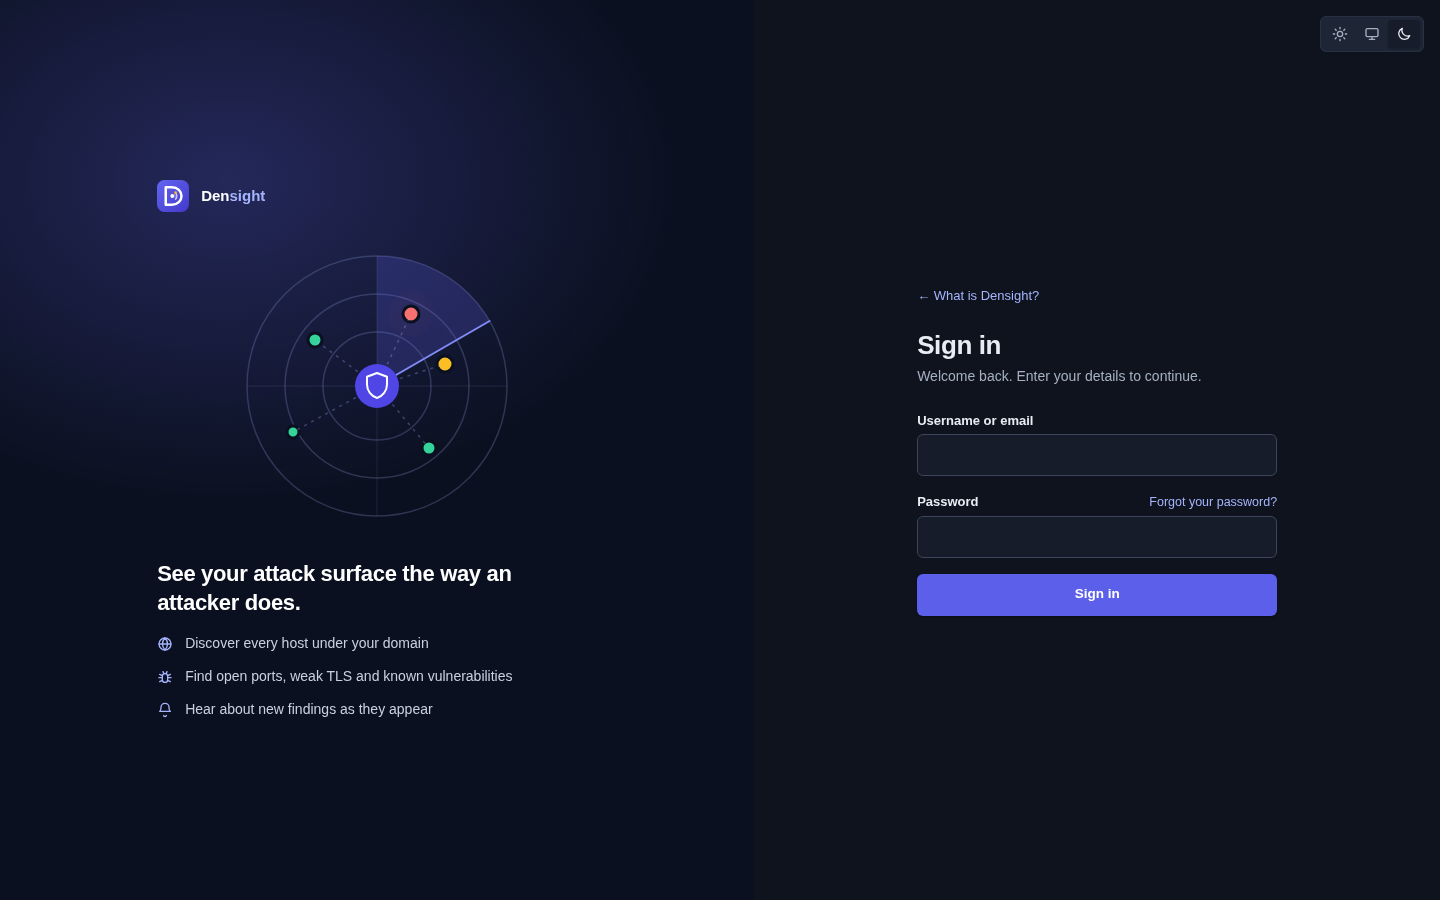 Densight
See your attack surface the way an
attacker does.
Discover every host under your domain
Find open ports, weak TLS and known vulnerabilities
Hear about new findings as they appear
← What is Densight?
Sign in
Welcome back. Enter your details to continue.
Username or email
Password
Forgot your password?
Sign in